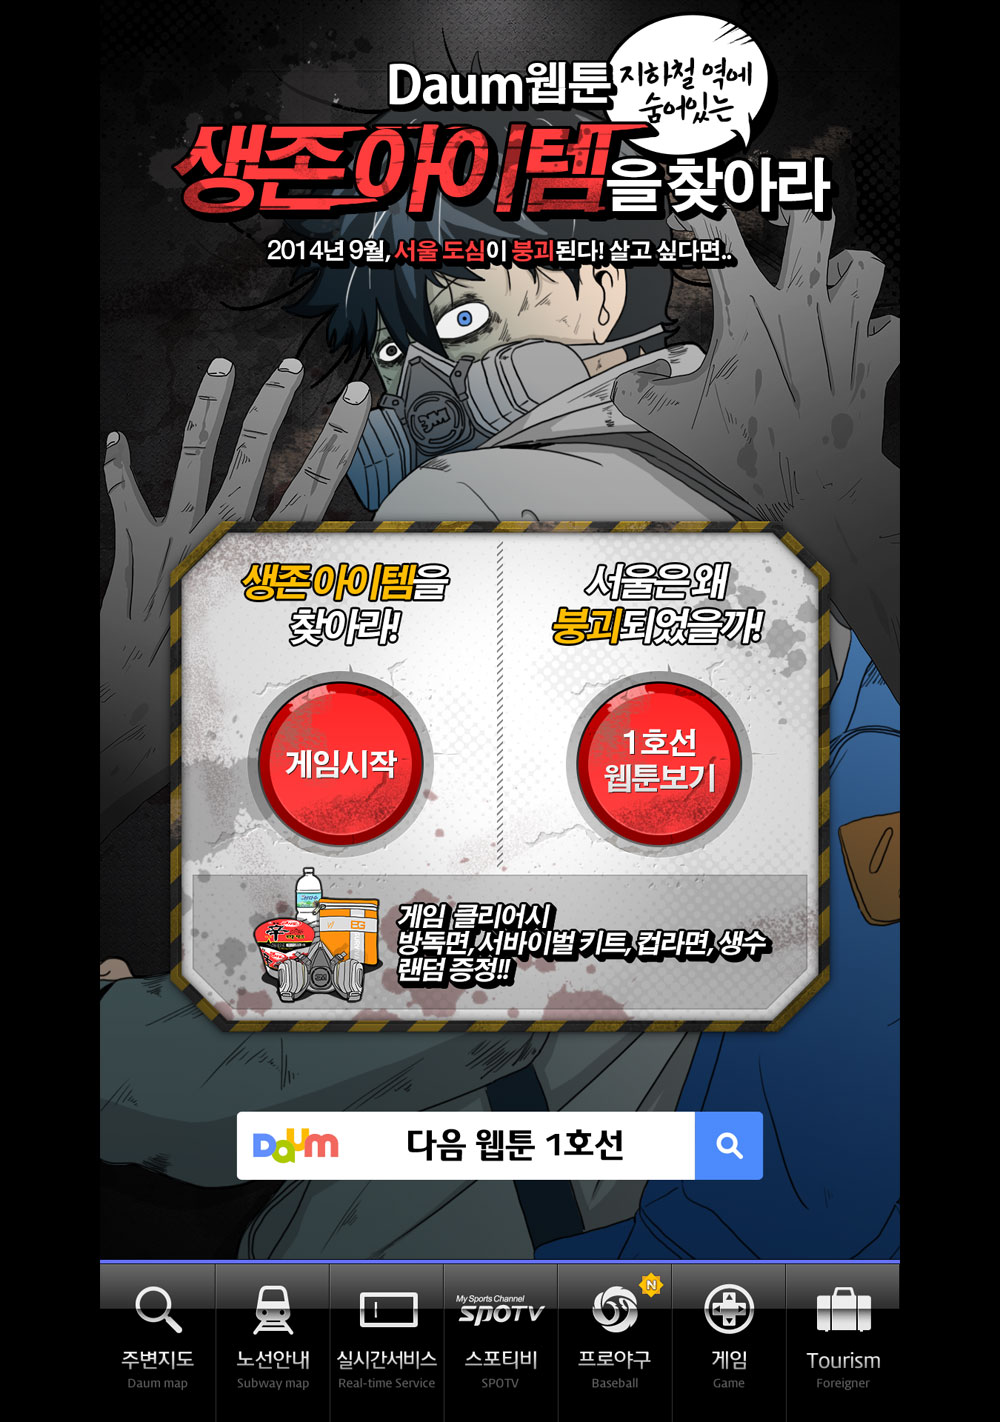 Daum웹툰
지하철 역에
숨어있는
생존 아이템을 찾아라
2014년 9월, 서울 도심이 붕괴된다! 살고 싶다면..
3M
생존 아이템을
찾아라!
서울은 왜
붕괴되었을까!
게임시작
1호선
웹툰보기
辛
EG
3M
게임 클리어시
방독면, 서바이벌 키트, 컵라면, 생수
랜덤 증정!!
Daum
다음 웹툰 1호선
My Sports Channel
SPOTV
N
주변지도
노선안내
실시간서비스
스포티비
프로야구
게임
Tourism
Daum map
Subway map
Real-time Service
SPOTV
Baseball
Game
Foreigner